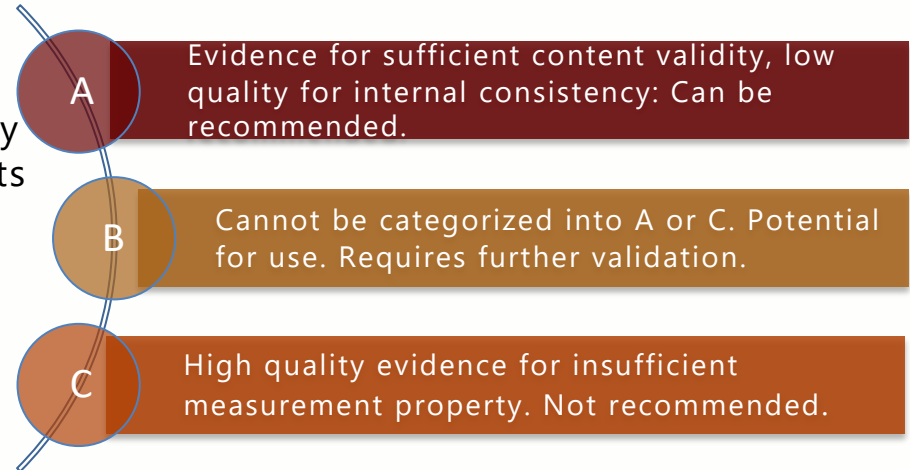 A
Evidence for sufficient content validity, low
quality for internal consistency: Can be
recommended.
y
ts
B
Cannot be categorized into A or C. Potential
for use. Requires further validation.
C
High quality evidence for insufficient
measurement property. Not recommended.